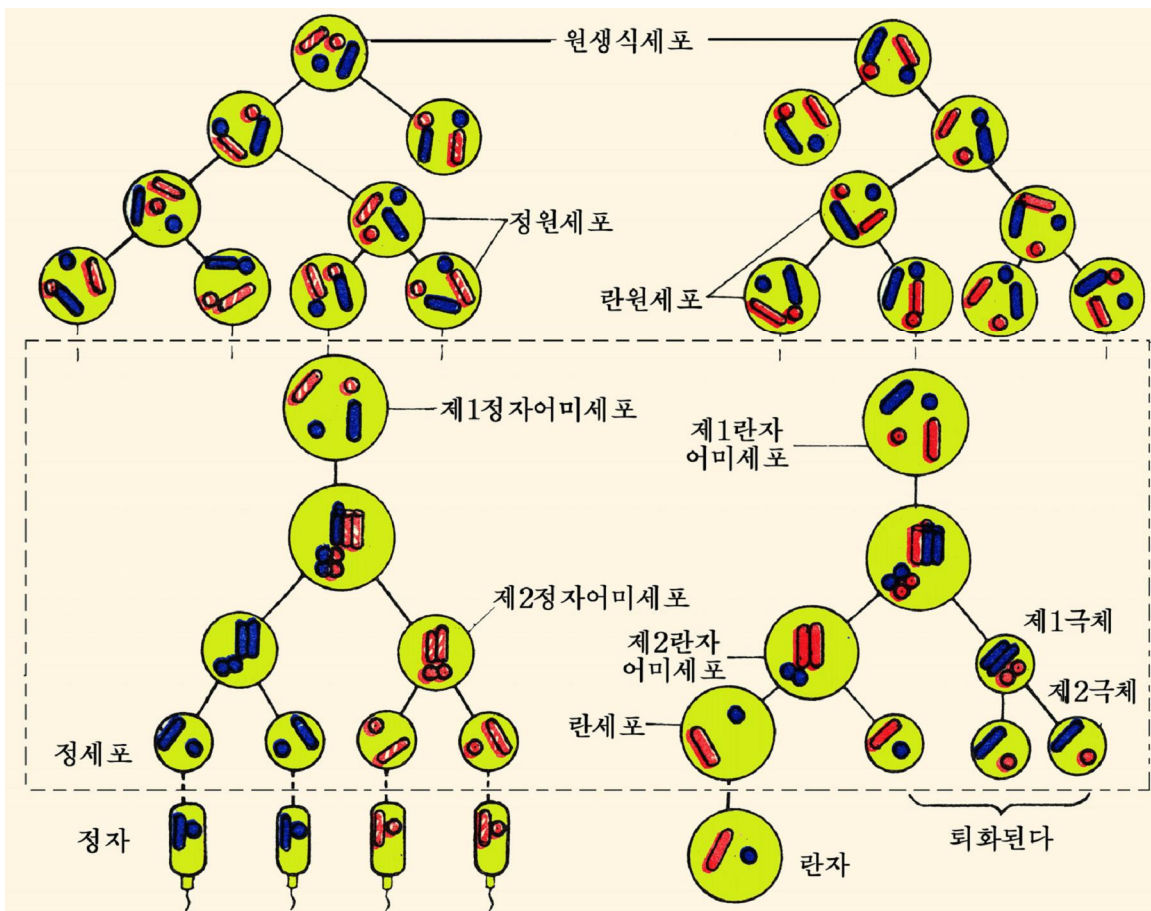 원생식세포
정원세포
란원세포
제1정자어미세포
제1란자
어미세포
제2정자어미세포
제2란자
어미세포
제1극체
제2극체
란세포
정세포
정자
란자
퇴화된다